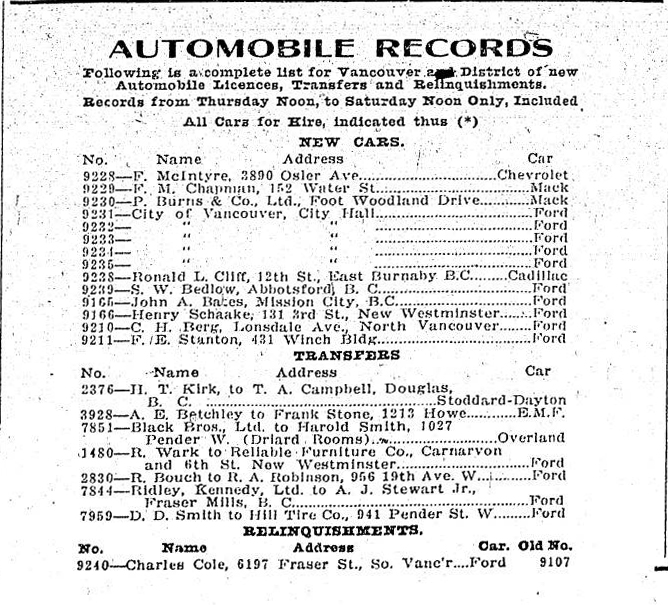 AUTOMOBILE RECORDS
Following is a complete list for Vancouver and District of new
Automobile Licences, Transfers and Relinquishments.
Records from Thursday Noon, to Saturday Noon Only, Included
All Cars for Hire, indicated thus (*)
NEW CARS.
No. Name Address Car
9228—F. McIntyre, 3890 Osler Ave.....Chevrolet
9229—F. M. Chapman, 152 Water St.....Mack
9230—P. Burns & Co., Ltd., Foot Woodland Drive.....Mack
9231—City of Vancouver, City Hall.....Ford
9232— " " .....Ford
9233— " " .....Ford
9234— " " .....Ford
9235— " " .....Ford
9238—Ronald L. Cliff, 12th St., East Burnaby B.C.....Cadillac
9239—S. W. Bedlow, Abbotsford, B. C.....Ford
9165—John A. Bates, Mission City, B.C.....Ford
9166—Henry Schaake, 131 3rd St., New Westminster.....Ford
9210—C. H. Berg, Lonsdale Ave., North Vancouver.....Ford
9211—F. E. Stanton, 431 Winch Bldg.....Ford
TRANSFERS
No. Name Address Car
2376—H. T. Kirk, to T. A. Campbell, Douglas,
B. C. .....Stoddard-Dayton
3928—A. E. Betchley to Frank Stone, 1213 Howe.....E.M.F.
7851—Black Bros., Ltd. to Harold Smith, 1027
Pender W. (Driard Rooms).....Overland
1480—R. Wark to Reliable Furniture Co., Carnarvon
and 6th St. New Westminster.....Ford
2830—R. Bouch to R. A. Robinson, 956 19th Ave. W.....Ford
7844—Ridley, Kennedy, Ltd. to A. J. Stewart Jr.,
Fraser Mills, B. C.....Ford
7959—D. D. Smith to Hill Tire Co., 941 Pender St. W.....Ford
RELINQUISHMENTS.
No. Name Address Car. Old No.
9240—Charles Cole, 6197 Fraser St., So. Vanc'r....Ford 9107